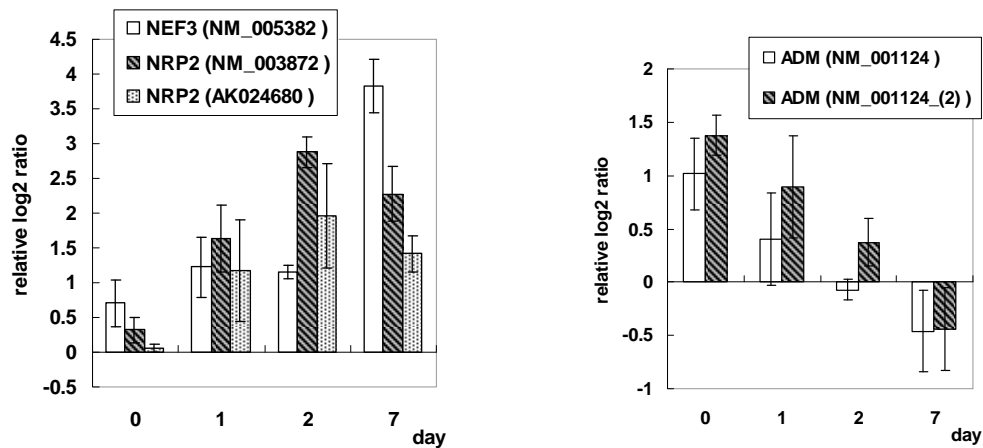 NEF3 (NM_005382 )
NRP2 (NM_003872 )
NRP2 (AK024680 )
relative log2 ratio
4.5
4
3.5
3
2.5
2
1.5
1
0.5
0
-0.5
0 1 2 7
day
ADM (NM_001124 )
ADM (NM_001124_(2) )
relative log2 ratio
2
1.5
1
0.5
0
-0.5
-1
0 1 2 7
day